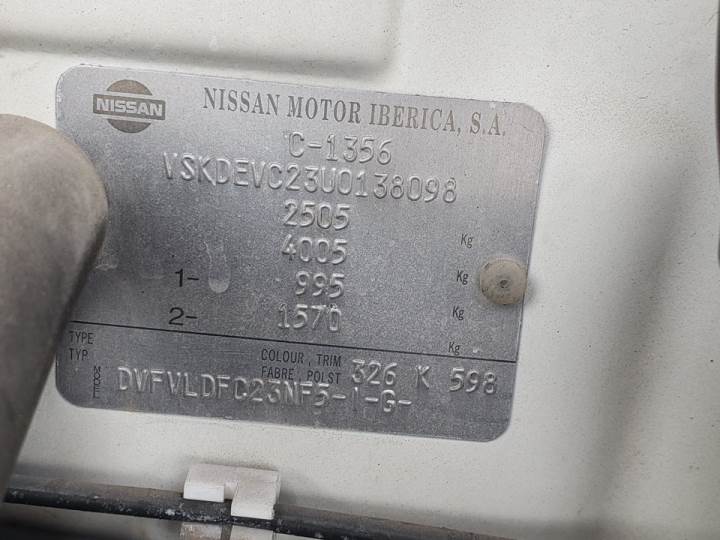 NISSAN
NISSAN MOTOR IBERICA, S.A.
C-1356
VSKDEVC23U0138098
2505 Kg
4005 Kg
1- 995 Kg
2- 1570 Kg
TYPE
TYP
COLOUR, TRIM
FABRE, POLST
326 K 598
MODEL
DVFVLDFC23NF5-1-G-